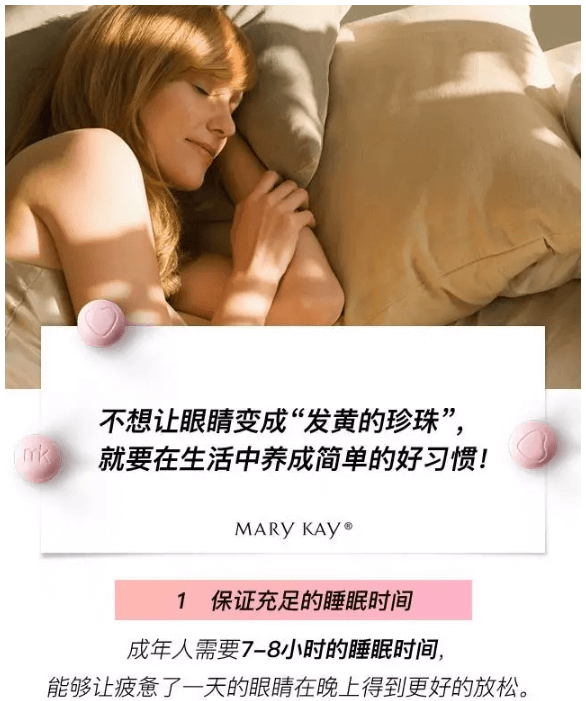 不想让眼睛变成“发黄的珍珠”，
就要在生活中养成简单的好习惯！
mk
MARY KAY®
1 保证充足的睡眠时间
成年人需要7–8小时的睡眠时间，
能够让疲惫了一天的眼睛在晚上得到更好的放松。